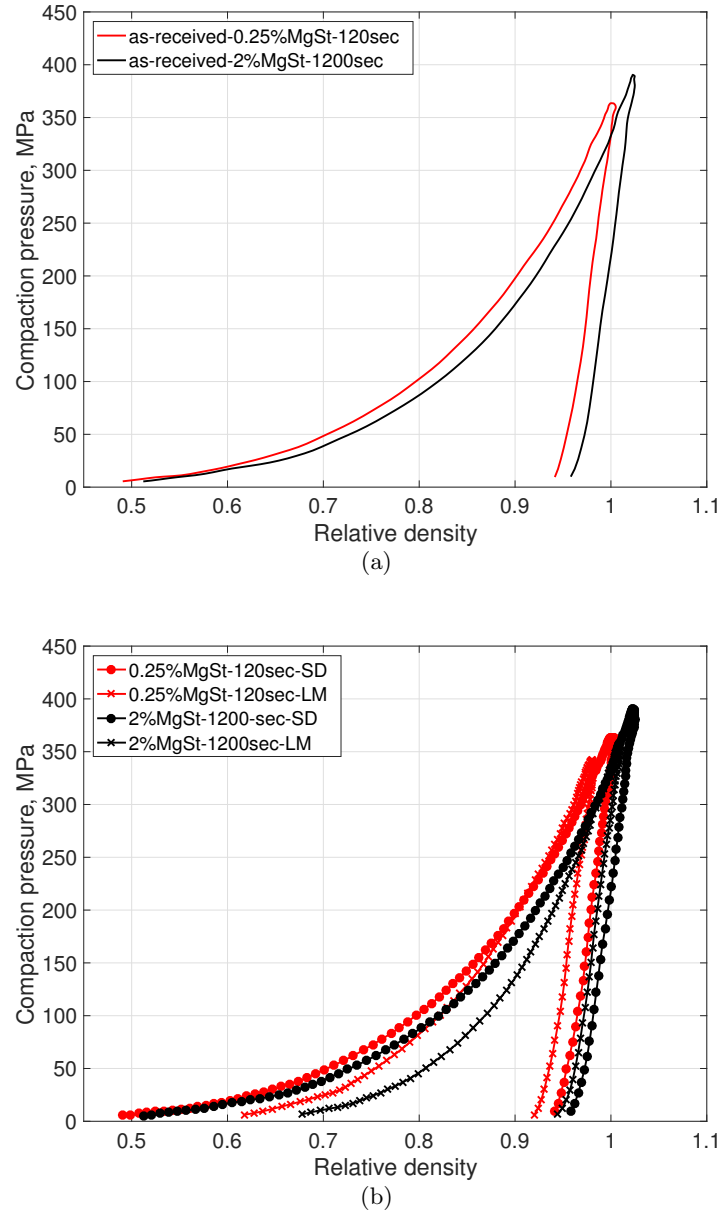 450
400
350
300
250
200
150
100
50
0
Compaction pressure, MPa
as-received-0.25%MgSt-120sec
as-received-2%MgSt-1200sec
0.5 0.6 0.7 0.8 0.9 1 1.1
Relative density
(a)
450
400
350
300
250
200
150
100
50
0
Compaction pressure, MPa
0.25%MgSt-120sec-SD
0.25%MgSt-120sec-LM
2%MgSt-1200-sec-SD
2%MgSt-1200sec-LM
0.5 0.6 0.7 0.8 0.9 1 1.1
Relative density
(b)